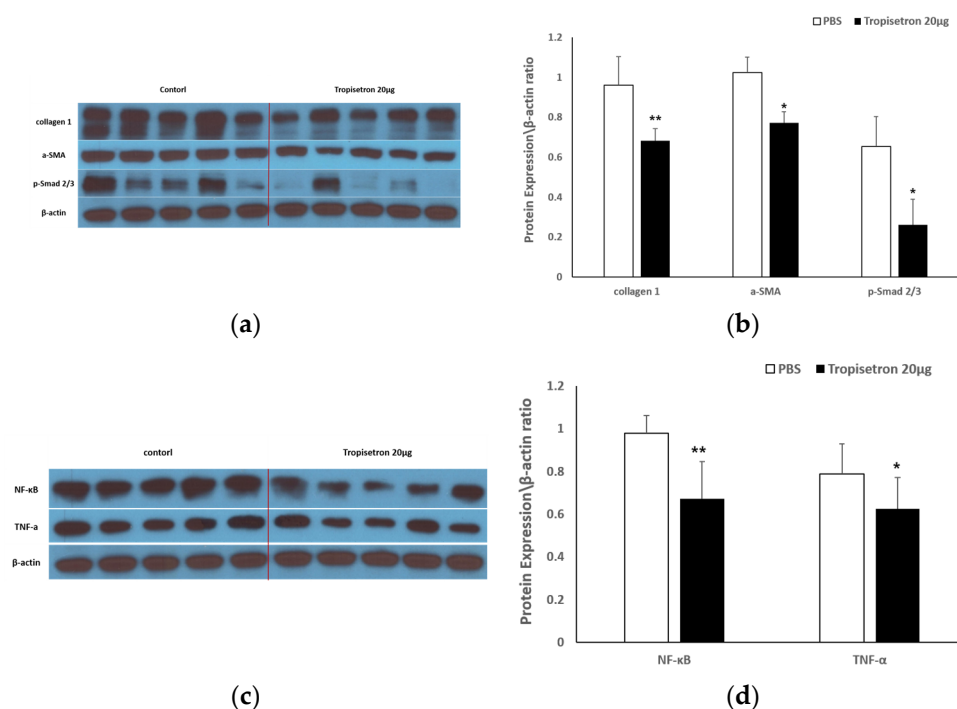 Contorl Tropisetron 20μg
collagen 1
a-SMA
p-Smad 2/3
β-actin
(a)
PBS Tropisetron 20μg
Protein Expression\β-actin ratio
1.2
1
0.8
0.6
0.4
0.2
0
** * *
collagen 1 a-SMA p-Smad 2/3
(b)
contorl Tropisetron 20μg
NF-κB
TNF-a
β-actin
(c)
PBS Tropisetron 20μg
Protein Expression\β-actin ratio
1.2
1
0.8
0.6
0.4
0.2
0
** *
NF-κB TNF-α
(d)